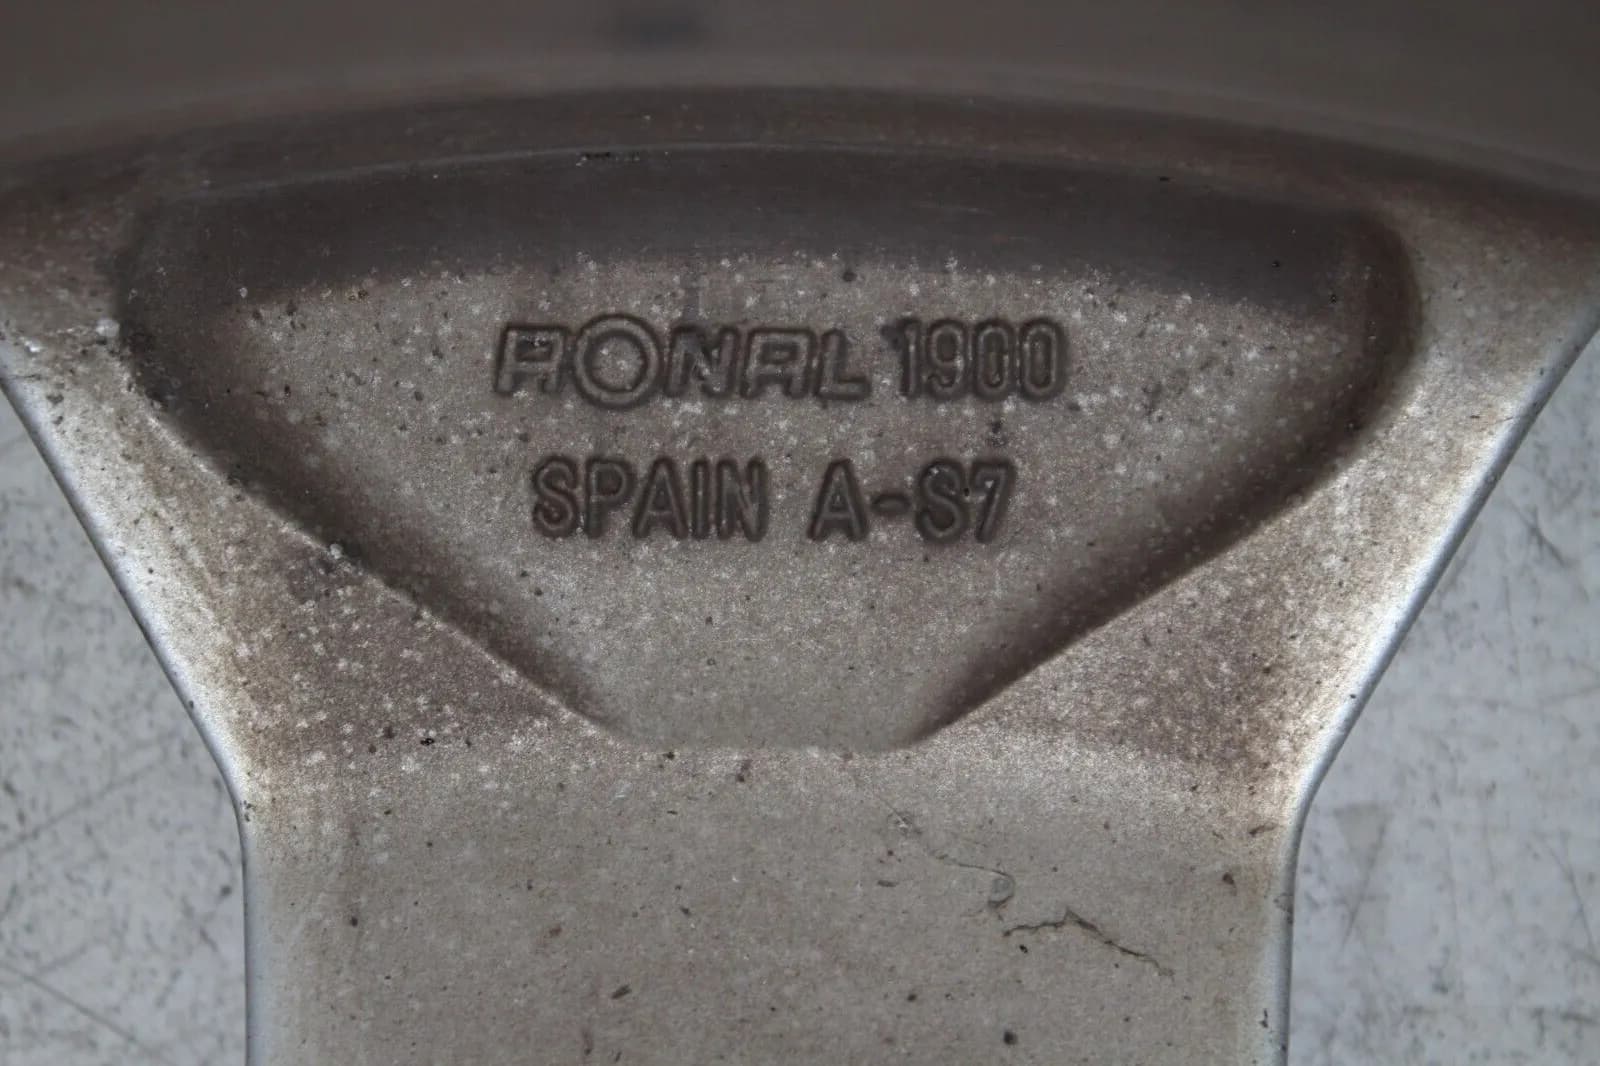 RONAL 1900
SPAIN A-S7